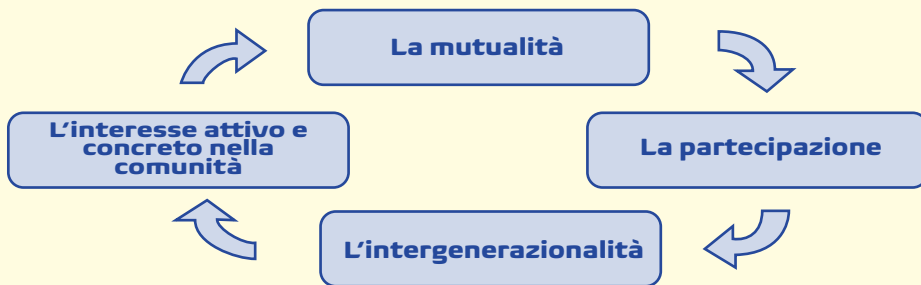 La mutualità
L'interesse attivo e
concreto nella
comunità
La partecipazione
L'intergenerazionalità